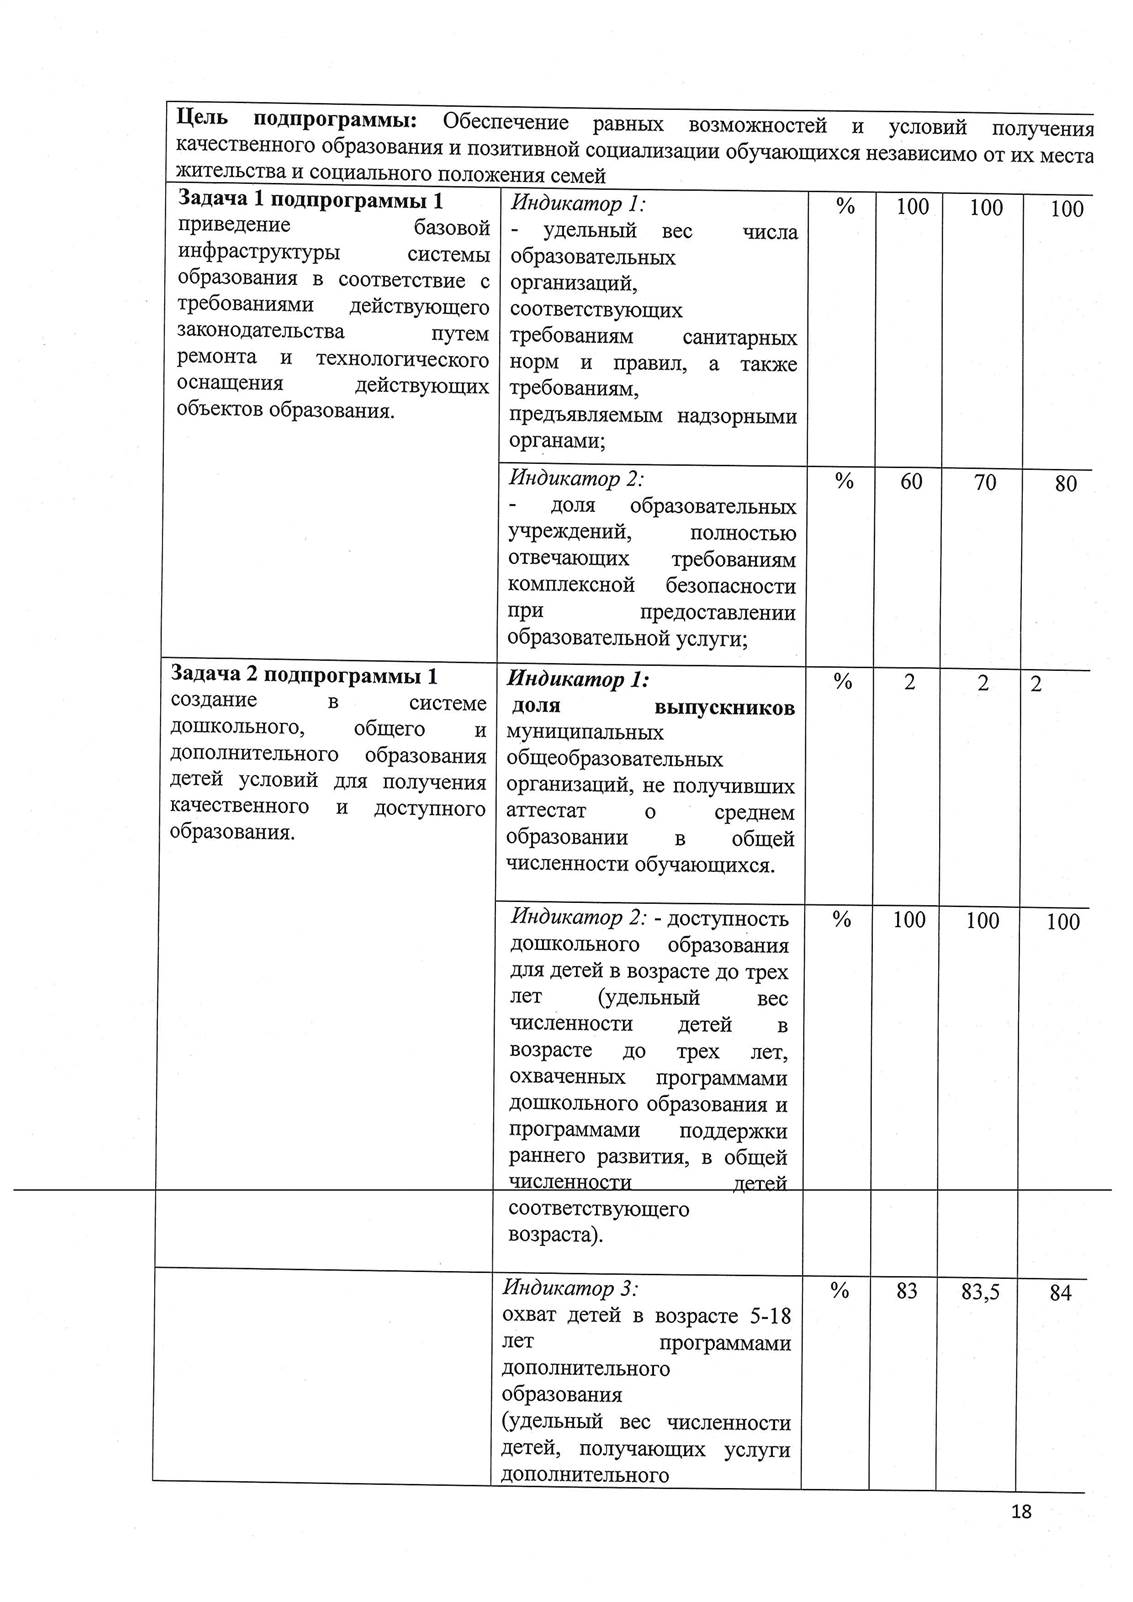 Цель подпрограммы: Обеспечение равных возможностей и условий получения
качественного образования и позитивной социализации обучающихся независимо от их места
жительства и социального положения семей
Задача 1 подпрограммы 1
приведение базовой
инфраструктуры системы
образования в соответствие с
требованиями действующего
законодательства путем
ремонта и технологического
оснащения действующих
объектов образования.
Индикатор 1:
- удельный вес числа
образовательных
организаций,
соответствующих
требованиям санитарных
норм и правил, а также
требованиям,
предъявляемым надзорными
органами;
% 100 100 100
Индикатор 2:
- доля образовательных
учреждений, полностью
отвечающих требованиям
комплексной безопасности
при предоставлении
образовательной услуги;
% 60 70 80
Задача 2 подпрограммы 1
создание в системе
дошкольного, общего и
дополнительного образования
детей условий для получения
качественного и доступного
образования.
Индикатор 1:
доля выпускников
муниципальных
общеобразовательных
организаций, не получивших
аттестат о среднем
образовании в общей
численности обучающихся.
% 2 2 2
Индикатор 2: - доступность
дошкольного образования
для детей в возрасте до трех
лет (удельный вес
численности детей в
возрасте до трех лет,
охваченных программами
дошкольного образования и
программами поддержки
раннего развития, в общей
численности детей
соответствующего
возраста).
% 100 100 100
Индикатор 3:
охват детей в возрасте 5-18
лет программами
дополнительного
образования
(удельный вес численности
детей, получающих услуги
дополнительного
% 83 83,5 84
18